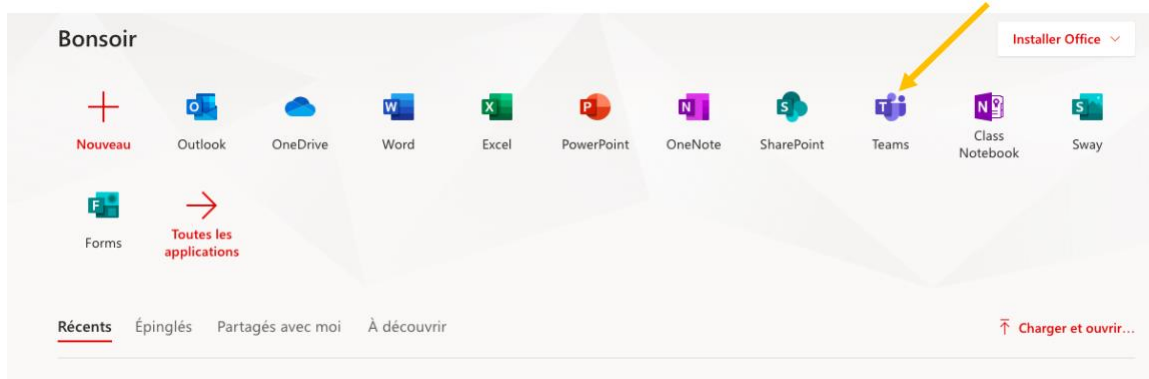 Bonsoir
Installer Office
Nouveau
Outlook
OneDrive
Word
Excel
PowerPoint
OneNote
SharePoint
Teams
Class
Notebook
Sway
Forms
Toutes les
applications
Récents Épinglés Partagés avec moi À découvrir
Charger et ouvrir...